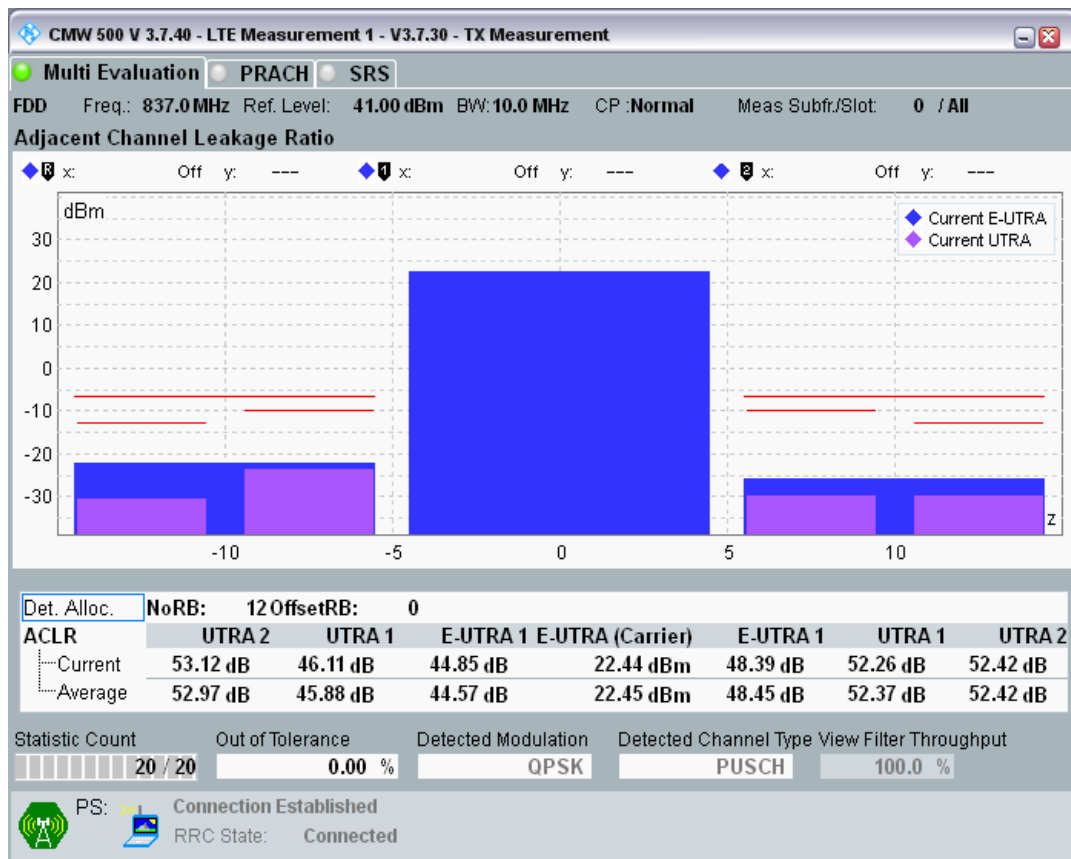 CMW 500 V 3.7.40 - LTE Measurement 1 - V3.7.30 - TX Measurement
Multi Evaluation PRACH SRS
FDD Freq.: 837.0 MHz Ref. Level: 41.00 dBm BW: 10.0 MHz CP :Normal Meas Subfr./Slot: 0 / All
Adjacent Channel Leakage Ratio
R x: Off y: --- 1 x: Off y: --- 2 x: Off y: ---
dBm
Current E-UTRA
Current UTRA
30
20
10
0
-10
-20
-30
z
-10 -5 0 5 10
Det. Alloc. NoRB: 12 OffsetRB: 0
ACLR UTRA 2 UTRA 1 E-UTRA 1 E-UTRA (Carrier) E-UTRA 1 UTRA 1 UTRA 2
Current 53.12 dB 46.11 dB 44.85 dB 22.44 dBm 48.39 dB 52.26 dB 52.42 dB
Average 52.97 dB 45.88 dB 44.57 dB 22.45 dBm 48.45 dB 52.37 dB 52.42 dB
Statistic Count Out of Tolerance Detected Modulation Detected Channel Type View Filter Throughput
20 / 20 0.00 % QPSK PUSCH 100.0 %
PS: Connection Established
RRC State: Connected